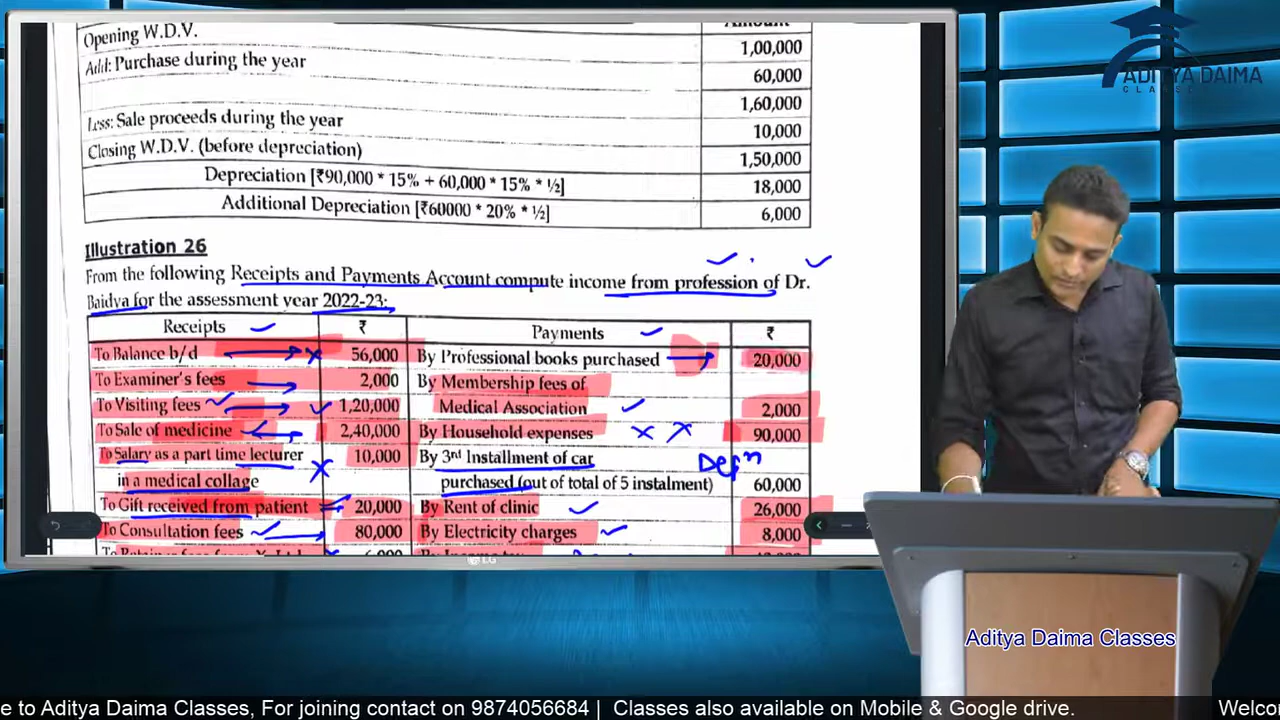 Amount
Opening W.D.V.
1,00,000
Add: Purchase during the year
60,000
1,60,000
Less: Sale proceeds during the year
10,000
Closing W.D.V. (before depreciation)
1,50,000
Depreciation [₹90,000 * 15% + 60,000 * 15% * ½]
18,000
Additional Depreciation [₹60000 * 20% * ½]
6,000
Illustration 26
From the following Receipts and Payments Account compute income from profession of Dr.
Baidya for the assessment year 2022-23:
Receipts ₹ Payments ₹
To Balance b/d 56,000 By Professional books purchased 20,000
To Examiner's fees 2,000 By Membership fees of
To Visiting fees 1,20,000 Medical Association 2,000
To Sale of medicine 2,40,000 By Household expenses 90,000
To Salary as a part time lecturer 10,000 By 3rd Installment of car
Depn
in a medical collage purchased (out of total of 5 instalment) 60,000
To Gift received from patient 20,000 By Rent of clinic 26,000
To Consulation fees 80,000 By Electricity charges 8,000
6,000
LG
ADITYA DAIMA
CLASSES
Aditya Daima Classes
e to Aditya Daima Classes, For joining contact on 9874056684 | Classes also available on Mobile & Google drive. Welcor